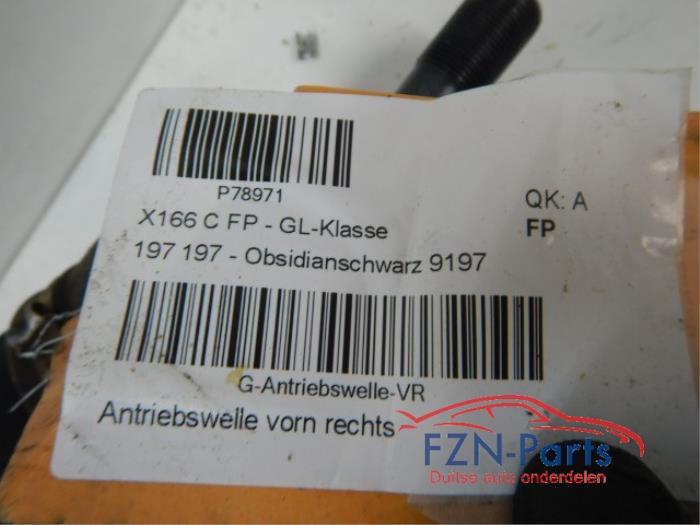 P78971
QK: A
X166 C FP - GL-Klasse
FP
197 197 - Obsidianschwarz 9197
G-Antriebswelle-VR
Antriebswelle vorn rechts
FZN-Parts
Duitse auto onderdelen